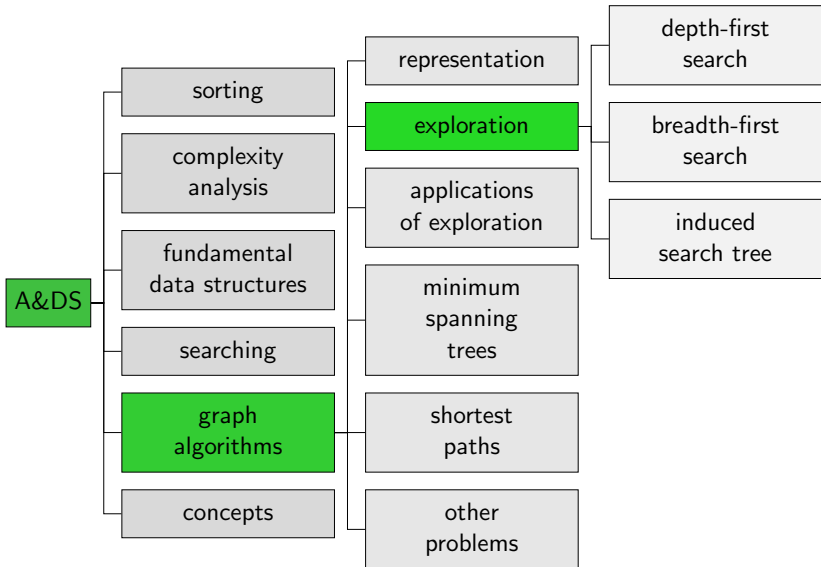 A&DS
sorting
complexity
analysis
fundamental
data structures
searching
graph
algorithms
concepts
representation
exploration
applications
of exploration
minimum
spanning
trees
shortest
paths
other
problems
depth-first
search
breadth-first
search
induced
search tree